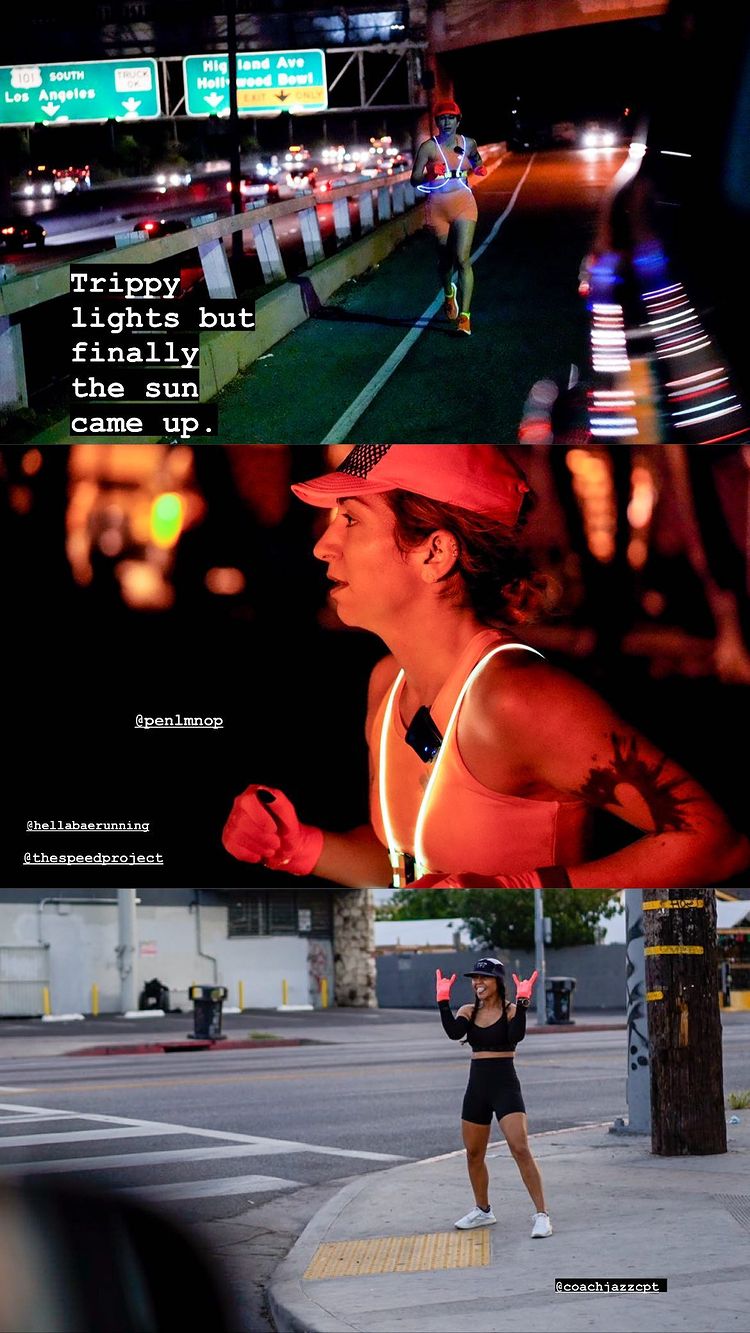 101 SOUTH
Los Angeles
TRUCK
OK
Highland Ave
Hollywood Bowl
EXIT ONLY
Trippy
lights but
finally
the sun
came up.
@penlmnop
@hellabaerunning
@thespeedproject
@coachjazzcpt